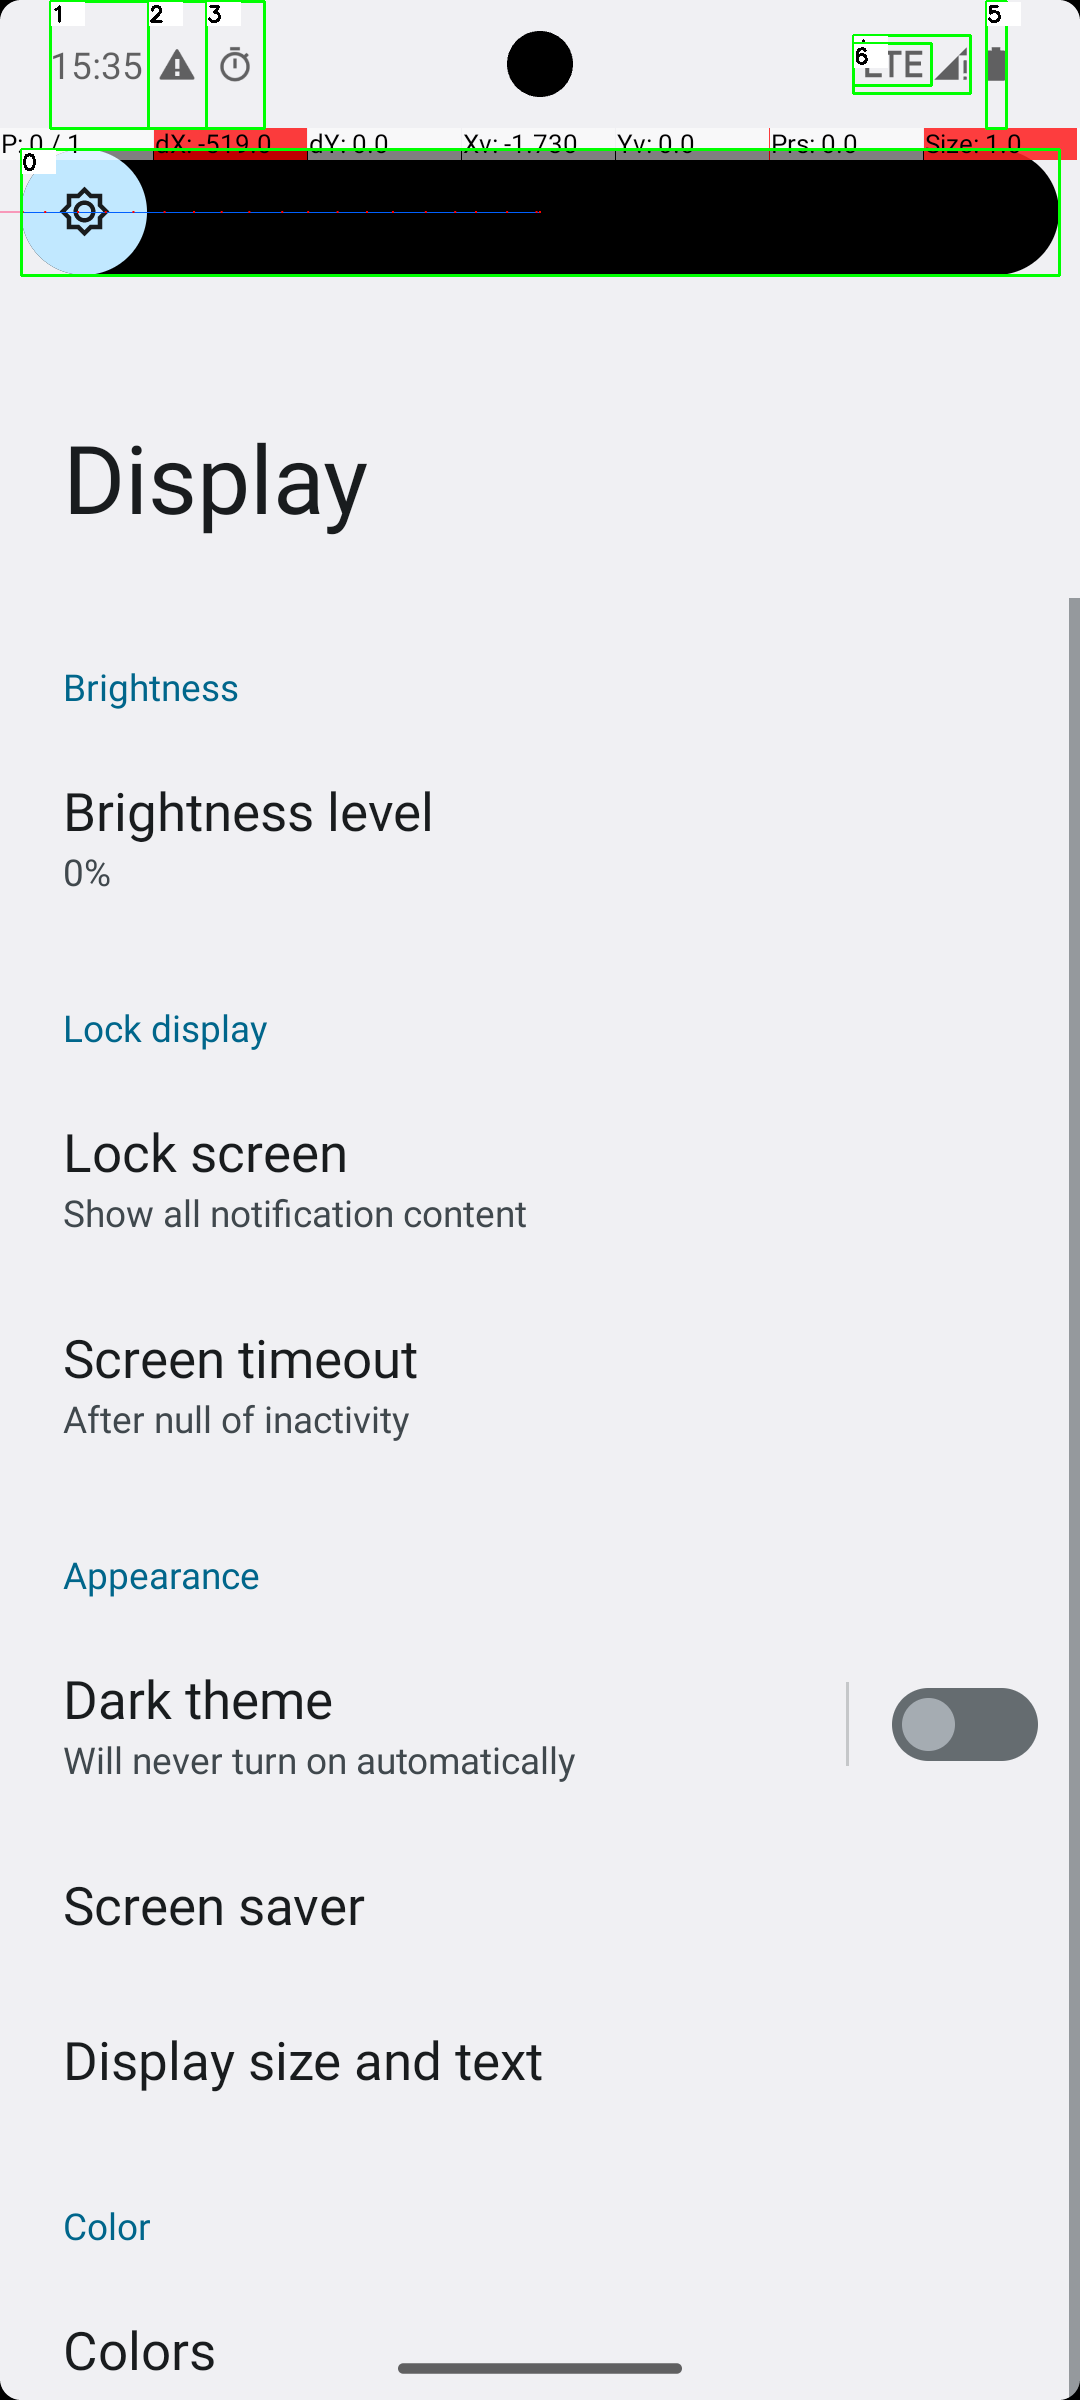 1 2 3 5
15:35 6 LTE
P: 0 / 1 dX: -519.0 dY: 0.0 Xv: -1.730 Yv: 0.0 Prs: 0.0 Size: 1.0
0
Display
Brightness
Brightness level
0%
Lock display
Lock screen
Show all notification content
Screen timeout
After null of inactivity
Appearance
Dark theme
Will never turn on automatically
Screen saver
Display size and text
Color
Colors